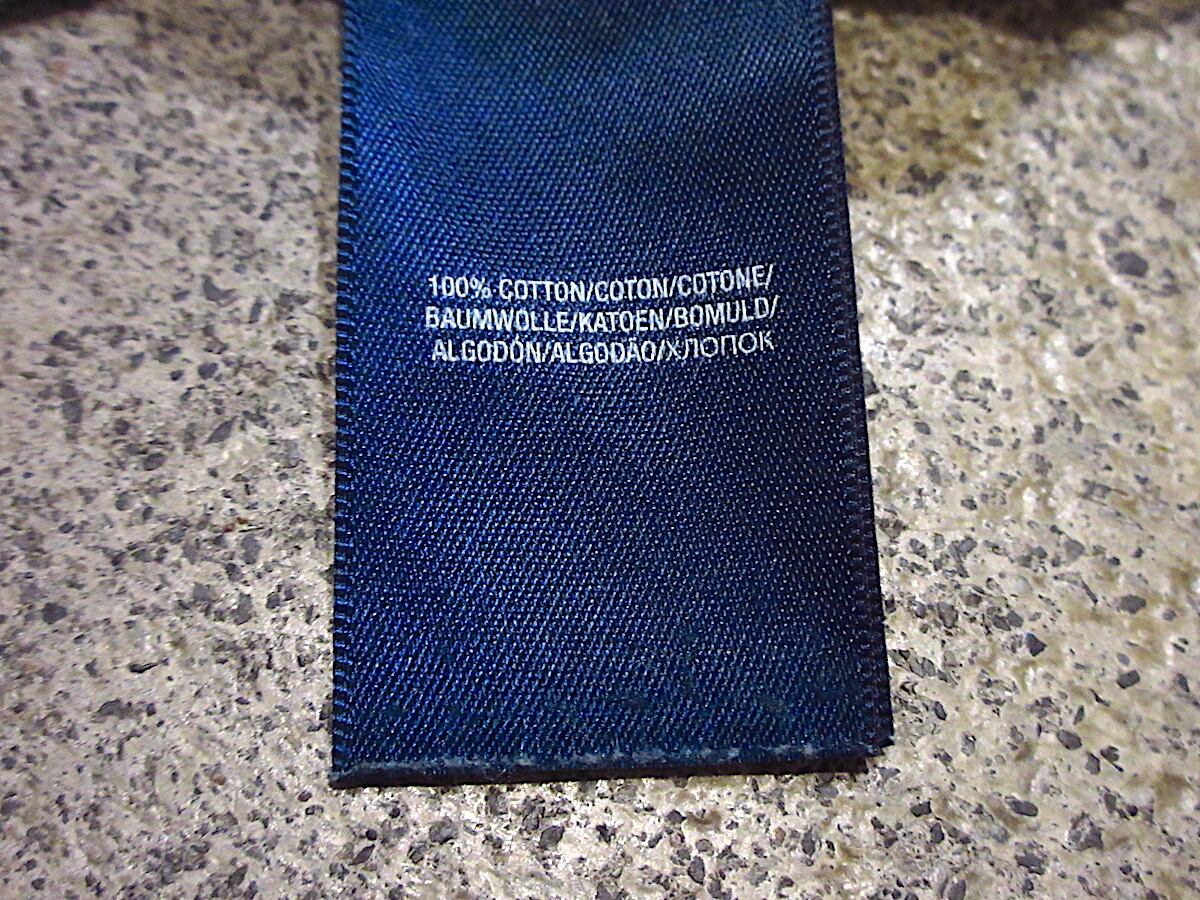 100% COTTON/COTON/COTONE/
BAUMWOLLE/KATOEN/BOMULD/
ALGODÓN/ALGODÃO/ХЛОПОК